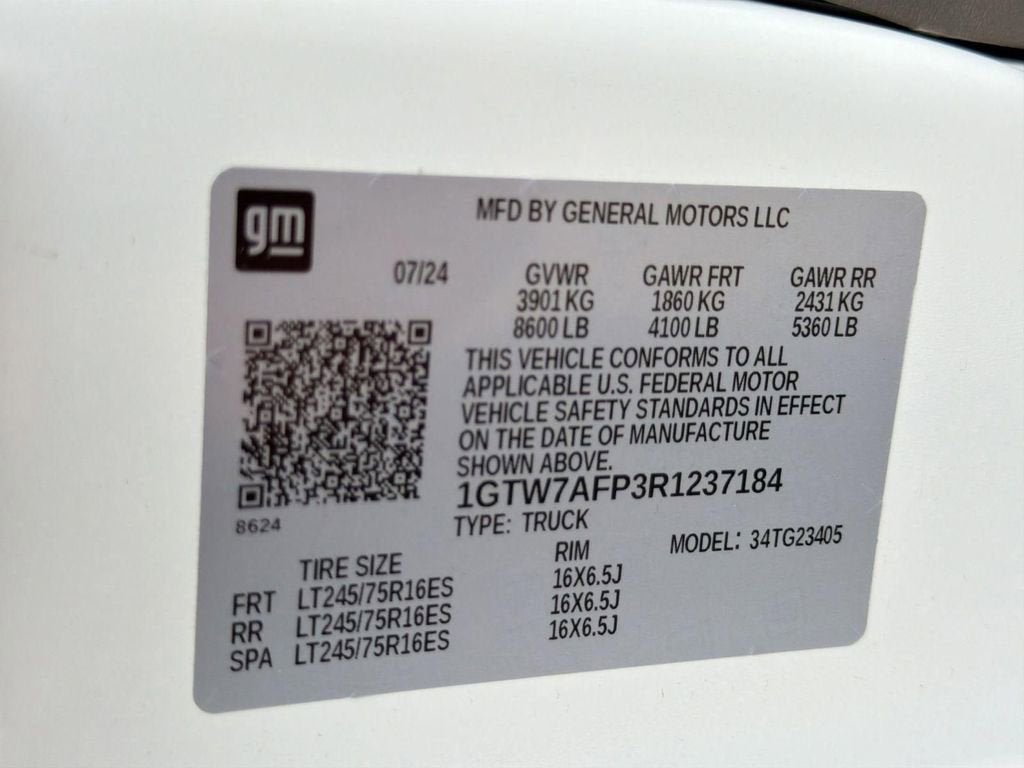 gm
MFD BY GENERAL MOTORS LLC
07/24 GVWR GAWR FRT GAWR RR
3901 KG 1860 KG 2431 KG
8600 LB 4100 LB 5360 LB
THIS VEHICLE CONFORMS TO ALL
APPLICABLE U.S. FEDERAL MOTOR
VEHICLE SAFETY STANDARDS IN EFFECT
ON THE DATE OF MANUFACTURE
SHOWN ABOVE.
1GTW7AFP3R1237184
8624
TYPE: TRUCK
MODEL: 34TG23405
TIRE SIZE RIM
FRT LT245/75R16ES 16X6.5J
RR LT245/75R16ES 16X6.5J
SPA LT245/75R16ES 16X6.5J